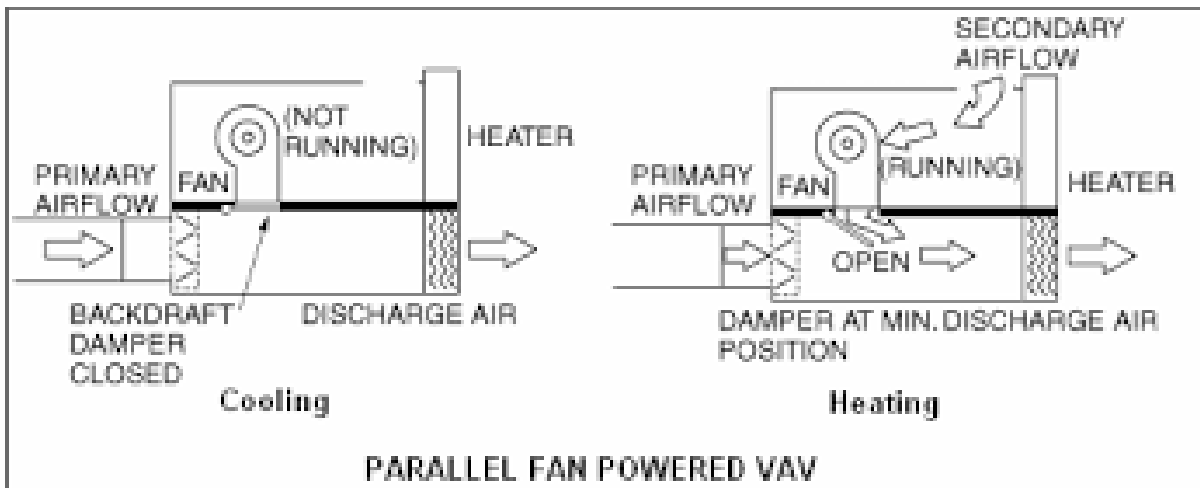 (NOT
RUNNING)
HEATER
PRIMARY
AIRFLOW
FAN
BACKDRAFT
DAMPER
CLOSED
DISCHARGE AIR
Cooling
SECONDARY
AIRFLOW
(RUNNING)
HEATER
PRIMARY
AIRFLOW
FAN
OPEN
DAMPER AT MIN. DISCHARGE AIR
POSITION
Heating
PARALLEL FAN POWERED VAV